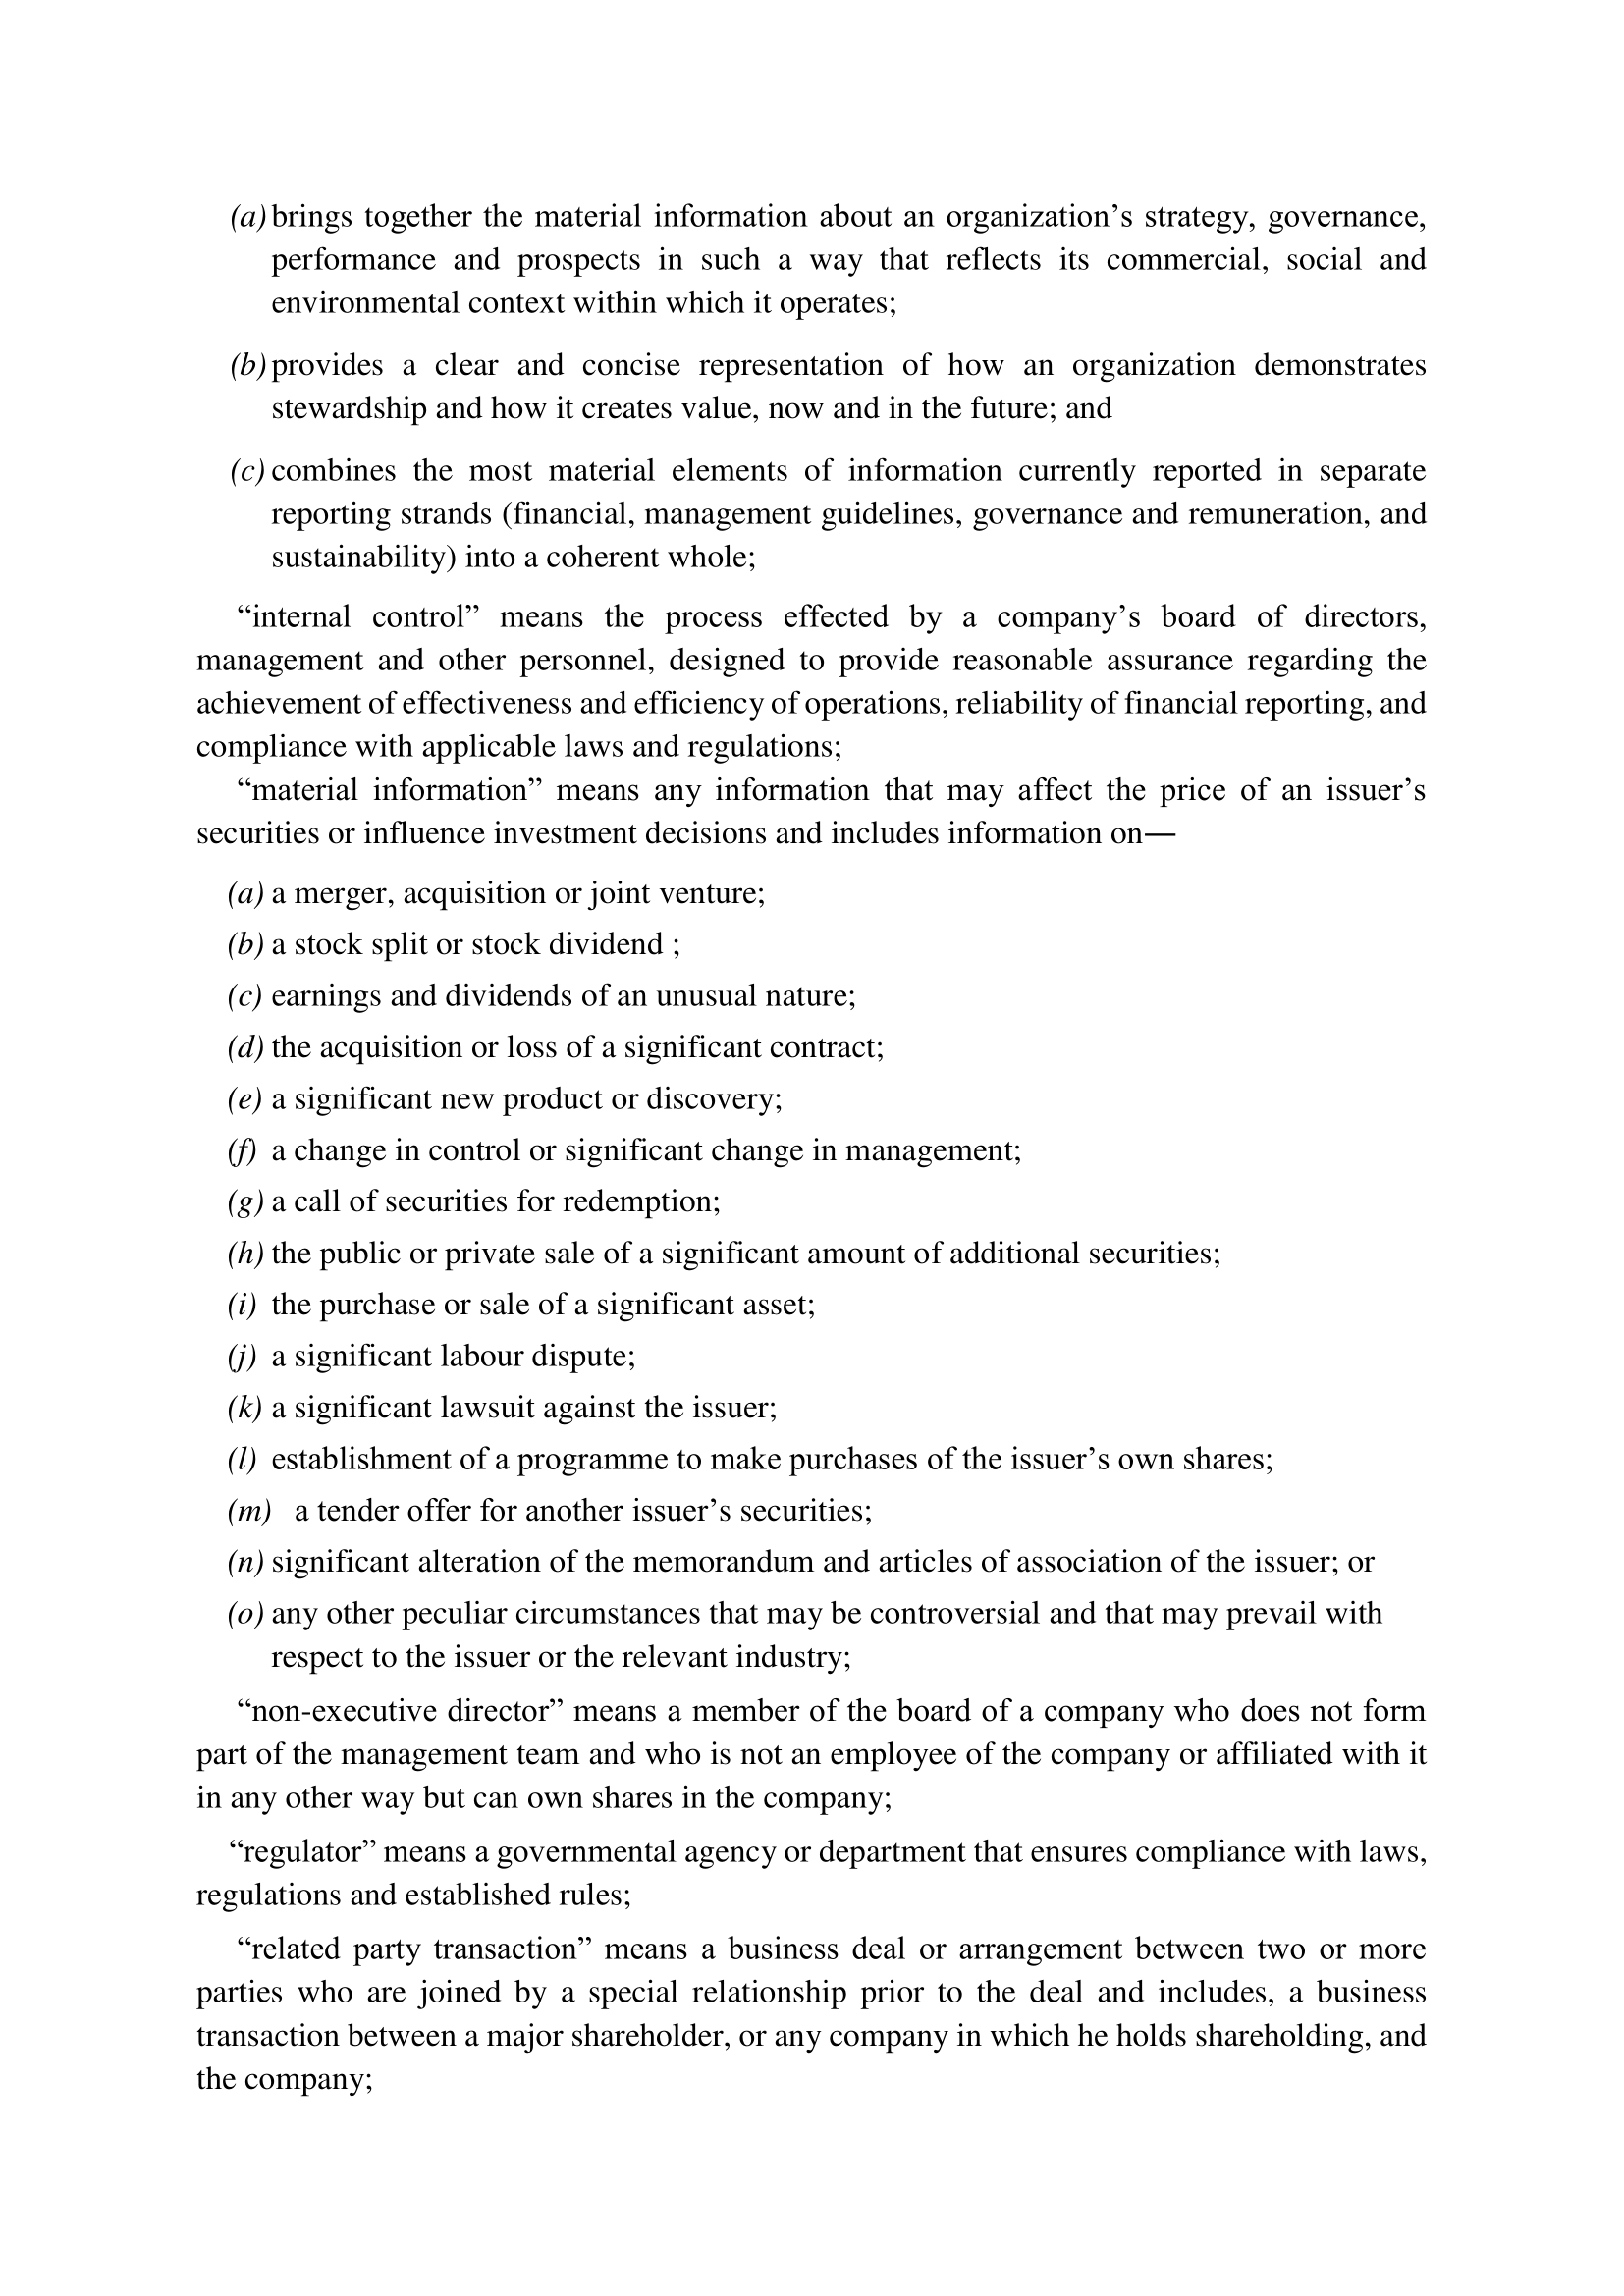 (a) brings together the material information about an organization’s strategy, governance,
performance and prospects in such a way that reflects its commercial, social and
environmental context within which it operates;
(b) provides a clear and concise representation of how an organization demonstrates
stewardship and how it creates value, now and in the future; and
(c) combines the most material elements of information currently reported in separate
reporting strands (financial, management guidelines, governance and remuneration, and
sustainability) into a coherent whole;
“internal control” means the process effected by a company’s board of directors,
management and other personnel, designed to provide reasonable assurance regarding the
achievement of effectiveness and efficiency of operations, reliability of financial reporting, and
compliance with applicable laws and regulations;
“material information” means any information that may affect the price of an issuer’s
securities or influence investment decisions and includes information on—
(a) a merger, acquisition or joint venture;
(b) a stock split or stock dividend ;
(c) earnings and dividends of an unusual nature;
(d) the acquisition or loss of a significant contract;
(e) a significant new product or discovery;
(f) a change in control or significant change in management;
(g) a call of securities for redemption;
(h) the public or private sale of a significant amount of additional securities;
(i) the purchase or sale of a significant asset;
(j) a significant labour dispute;
(k) a significant lawsuit against the issuer;
(l) establishment of a programme to make purchases of the issuer’s own shares;
(m) a tender offer for another issuer’s securities;
(n) significant alteration of the memorandum and articles of association of the issuer; or
(o) any other peculiar circumstances that may be controversial and that may prevail with
respect to the issuer or the relevant industry;
“non-executive director” means a member of the board of a company who does not form
part of the management team and who is not an employee of the company or affiliated with it
in any other way but can own shares in the company;
“regulator” means a governmental agency or department that ensures compliance with laws,
regulations and established rules;
“related party transaction” means a business deal or arrangement between two or more
parties who are joined by a special relationship prior to the deal and includes, a business
transaction between a major shareholder, or any company in which he holds shareholding, and
the company;